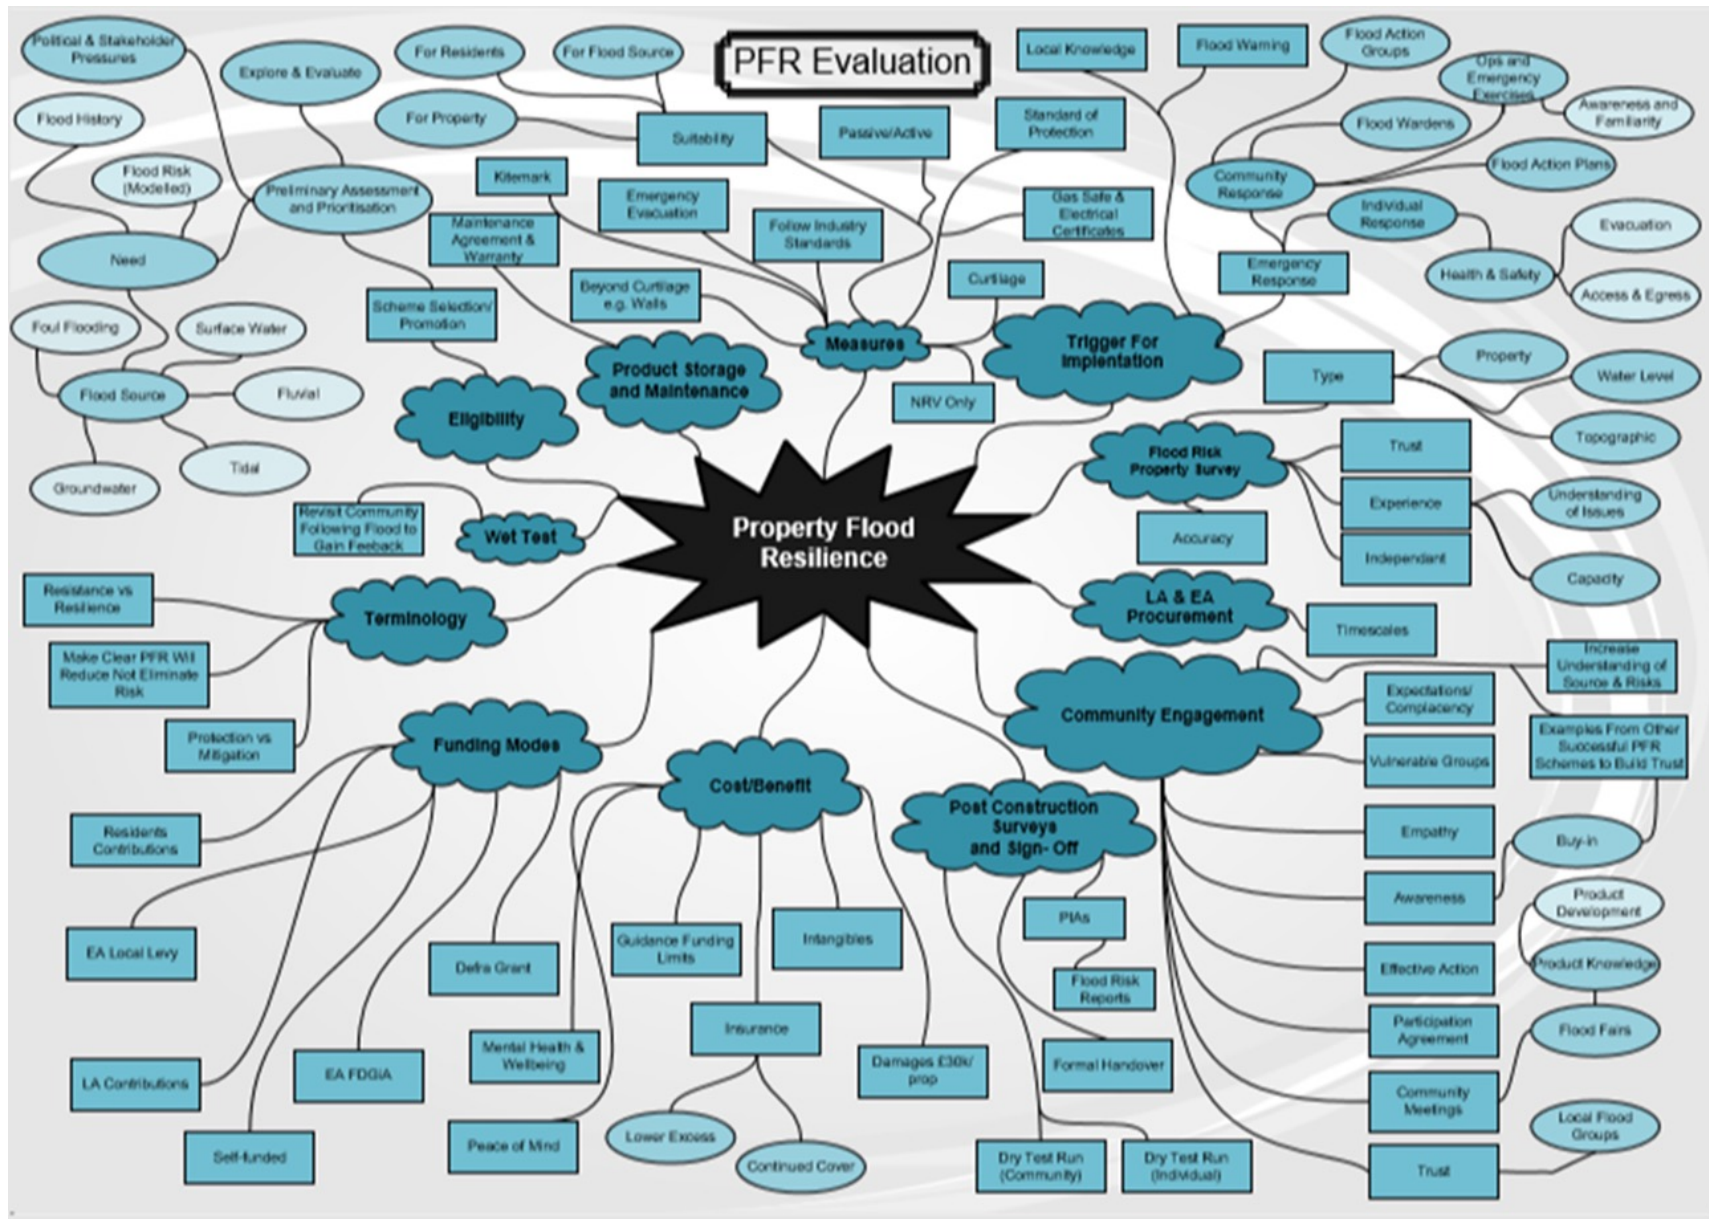 PFR Evaluation
Political & Stakeholder
Pressures
Explore & Evaluate
For Residents
For Flood Source
Local Knowledge
Flood Warning
Flood Action
Groups
Ops and
Emergency
Exercises
Awareness and
Familiarity
Flood History
For Property
Suitability
Passive/Active
Standard of
Protection
Flood Wardens
Flood Action Plans
Flood Risk
(Modelled)
Preliminary Assessment
and Prioritisation
Kitemark
Emergency
Evacuation
Follow Industry
Standards
Gas Safe &
Electrical
Certificates
Community
Response
Individual
Response
Evacuation
Need
Maintenance
Agreement &
Warranty
Beyond Curtilage
e.g. Walls
Curtilage
Emergency
Response
Health & Safety
Access & Egress
Foul Flooding
Surface Water
Scheme Selection/
Promotion
Measures
Trigger For
Implentation
Flood Source
Fluvial
Tidal
Groundwater
Eligibility
Product Storage
and Maintenance
NRV Only
Type
Property
Water Level
Topographic
Flood Risk
Property Survey
Trust
Experience
Independant
Accuracy
Understanding
of Issues
Capacity
Revisit Community
Following Flood to
Gain Feeback
Wet Test
Property Flood
Resilience
Resistance vs
Resilience
Terminology
Make Clear PFR Will
Reduce Not Eliminate
Risk
Protection vs
Mitigation
LA & EA
Procurement
Timescales
Increase
Understanding of
Source & Risks
Community Engagement
Expectations/
Complacency
Vulnerable Groups
Examples From Other
Successful PFR
Schemes to Build Trust
Funding Modes
Cost/Benefit
Post Construction
Surveys
and Sign- Off
Empathy
Buy-in
Awareness
Product
Development
Product Knowledge
Effective Action
Participation
Agreement
Flood Fairs
Community
Meetings
Local Flood
Groups
Trust
Residents
Contributions
EA Local Levy
LA Contributions
Self-funded
EA FDGiA
Defra Grant
Mental Health &
Wellbeing
Peace of Mind
Guidance Funding
Limits
Insurance
Lower Excess
Continued Cover
Intangibles
Damages £30k/
prop
PIAs
Flood Risk
Reports
Formal Handover
Dry Test Run
(Community)
Dry Test Run
(Individual)